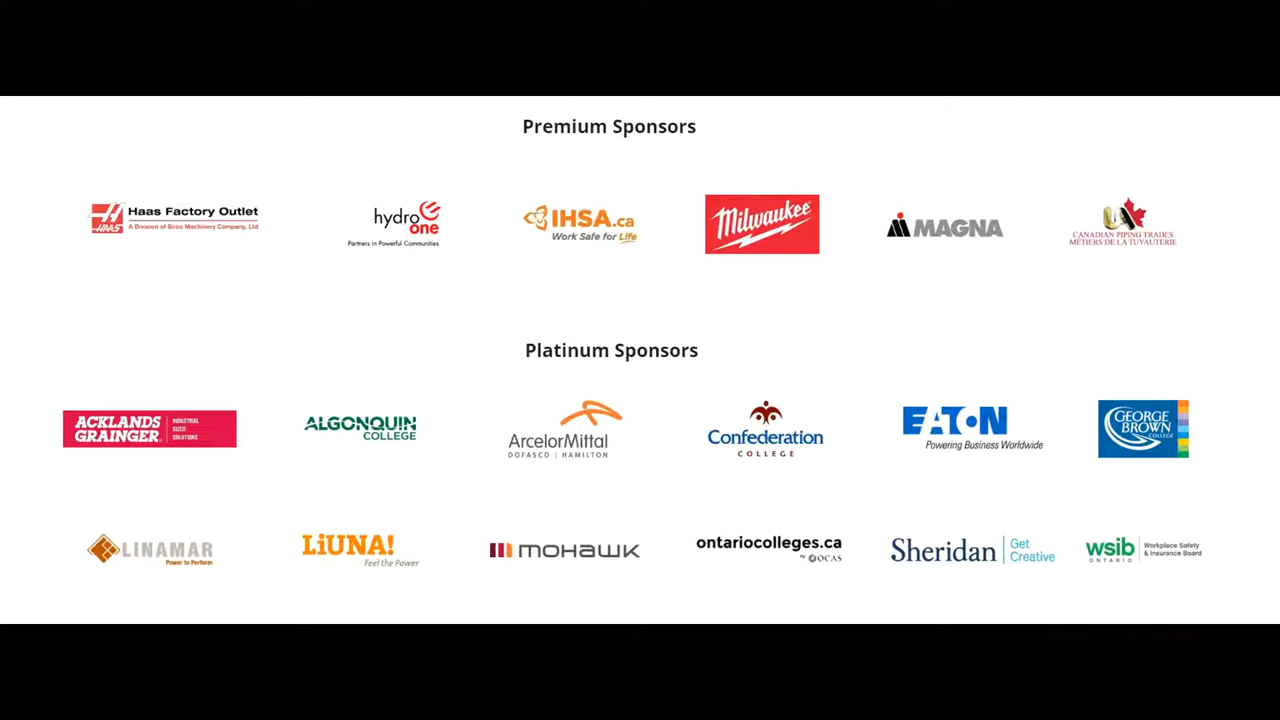 Premium Sponsors
HAAS
Haas Factory Outlet
A Division of Sirco Machinery Company, Ltd
hydro
one
Partners in Powerful Communities
IHSA.ca
Work Safe for Life
Milwaukee
MAGNA
UA
CANADIAN PIPING TRADES
MÉTIERS DE LA TUYAUTERIE
Platinum Sponsors
ACKLANDS
GRAINGER
INDUSTRIAL
SIZED
SOLUTIONS
ALGONQUIN
COLLEGE
ArcelorMittal
DOFASCO | HAMILTON
Confederation
COLLEGE
EATON
Powering Business Worldwide
GEORGE
BROWN
COLLEGE
LINAMAR
Power to Perform
LiUNA!
Feel the Power
mohawk
ontariocolleges.ca
by OCAS
Sheridan
Get
Creative
wsib
ONTARIO
Workplace Safety
& Insurance Board